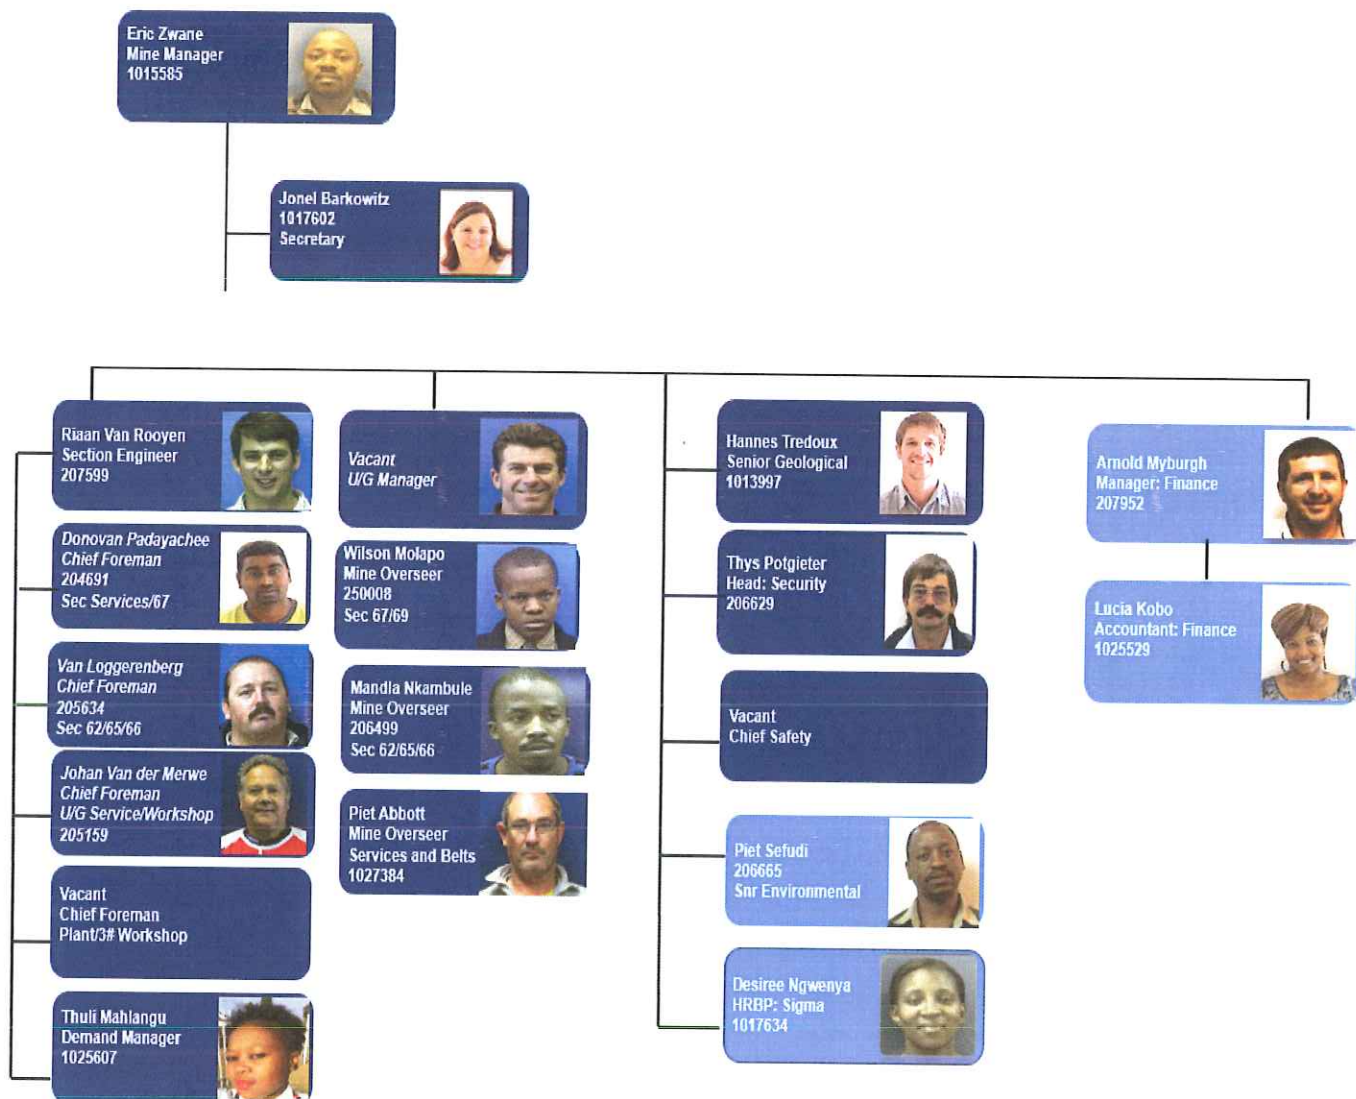 Eric Zwane
Mine Manager
1015585
Jonel Barkowitz
1017602
Secretary
Riaan Van Rooyen
Section Engineer
207599
Donovan Padayachee
Chief Foreman
204691
Sec Services/67
Van Loggerenberg
Chief Foreman
205634
Sec 62/65/66
Johan Van der Merwe
Chief Foreman
U/G Service/Workshop
205159
Vacant
Chief Foreman
Plant/3# Workshop
Thuli Mahlangu
Demand Manager
1025607
Vacant
U/G Manager
Wilson Molapo
Mine Overseer
250008
Sec 67/69
Mandla Nkambule
Mine Overseer
206499
Sec 62/65/66
Piet Abbott
Mine Overseer
Services and Belts
1027384
Hannes Tredoux
Senior Geological
1013997
Thys Potgieter
Head: Security
206629
Vacant
Chief Safety
Piet Sefudi
206665
Snr Environmental
Desiree Ngwenya
HRBP: Sigma
1017634
Arnold Myburgh
Manager: Finance
207952
Lucia Kobo
Accountant: Finance
1025529